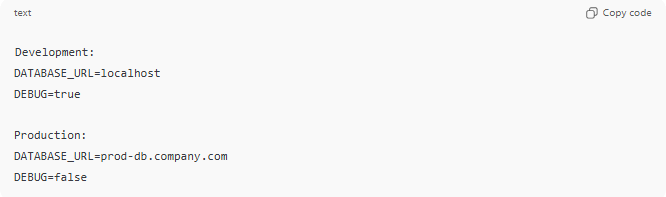 text
Copy code
Development:
DATABASE_URL=localhost
DEBUG=true
Production:
DATABASE_URL=prod-db.company.com
DEBUG=false